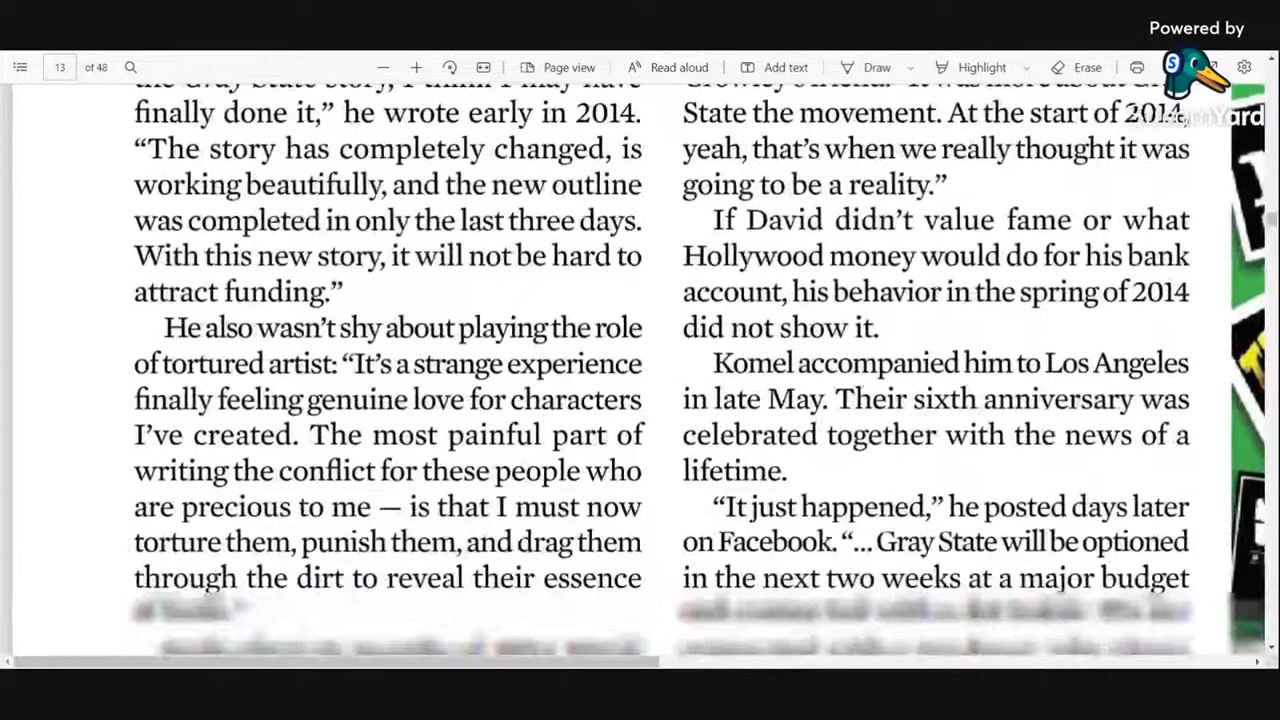 Powered by
StreamYard
13 of 48
Page view
Read aloud
Add text
Draw
Highlight
Erase
the Gray State story, I think I may have
finally done it,” he wrote early in 2014.
“The story has completely changed, is
working beautifully, and the new outline
was completed in only the last three days.
With this new story, it will not be hard to
attract funding.”
He also wasn’t shy about playing the role
of tortured artist: “It’s a strange experience
finally feeling genuine love for characters
I’ve created. The most painful part of
writing the conflict for these people who
are precious to me — is that I must now
torture them, punish them, and drag them
through the dirt to reveal their essence
State the movement. At the start of 2014,
yeah, that’s when we really thought it was
going to be a reality.”
If David didn’t value fame or what
Hollywood money would do for his bank
account, his behavior in the spring of 2014
did not show it.
Komel accompanied him to Los Angeles
in late May. Their sixth anniversary was
celebrated together with the news of a
lifetime.
“It just happened,” he posted days later
on Facebook. “... Gray State will be optioned
in the next two weeks at a major budget